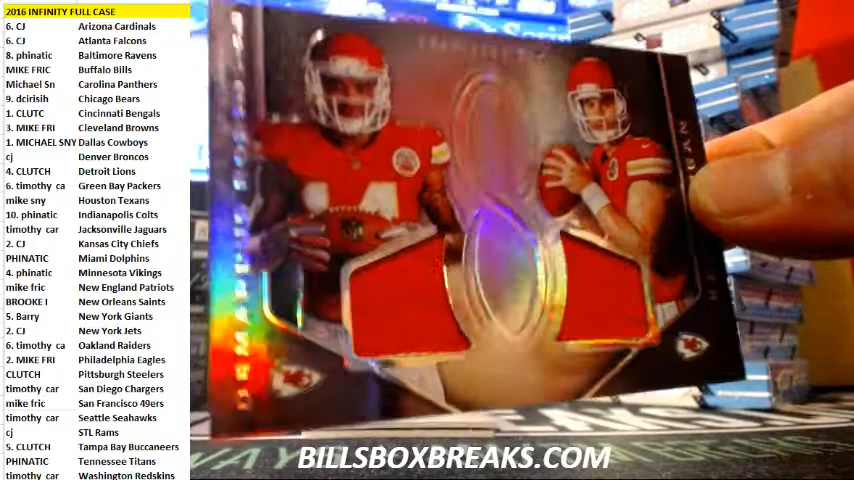 2016 INFINITY FULL CASE
6. CJ Arizona Cardinals
6. CJ Atlanta Falcons
8. phinatic Baltimore Ravens
MIKE FRIC Buffalo Bills
Michael Sn Carolina Panthers
9. dcirisih Chicago Bears
1. CLUTC Cincinnati Bengals
3. MIKE FRI Cleveland Browns
1. MICHAEL SNY Dallas Cowboys
cj Denver Broncos
4. CLUTCH Detroit Lions
6. timothy ca Green Bay Packers
mike sny Houston Texans
10. phinatic Indianapolis Colts
timothy car Jacksonville Jaguars
2. CJ Kansas City Chiefs
PHINATIC Miami Dolphins
4. phinatic Minnesota Vikings
mike fric New England Patriots
BROOKE I New Orleans Saints
5. Barry New York Giants
2. CJ New York Jets
6. timothy ca Oakland Raiders
2. MIKE FRI Philadelphia Eagles
CLUTCH Pittsburgh Steelers
timothy car San Diego Chargers
mike fric San Francisco 49ers
timothy car Seattle Seahawks
cj STL Rams
5. CLUTCH Tampa Bay Buccaneers
PHINATIC Tennessee Titans
timothy car Washington Redskins
14
BILLSBOXBREAKS.COM